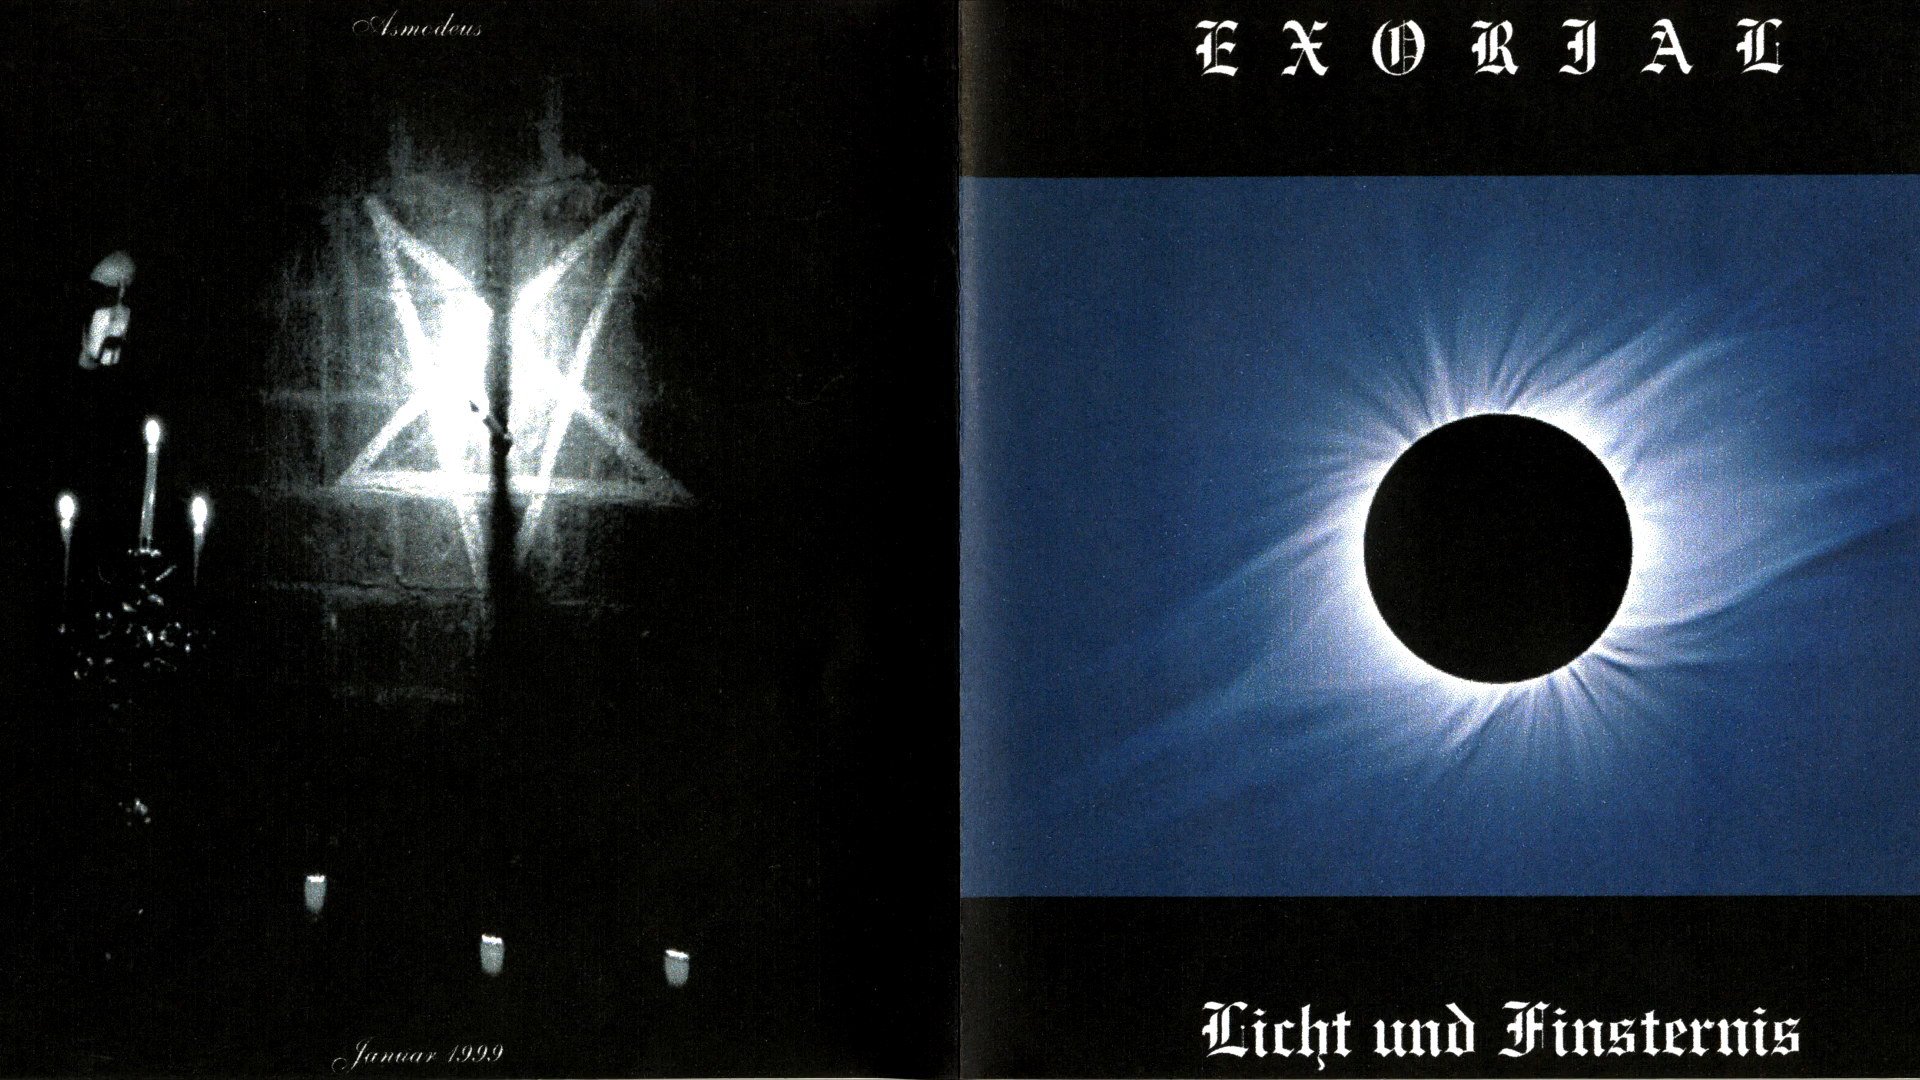 Asmodeus
Januar 1999
E X O R I A L
Licht und Finsternis